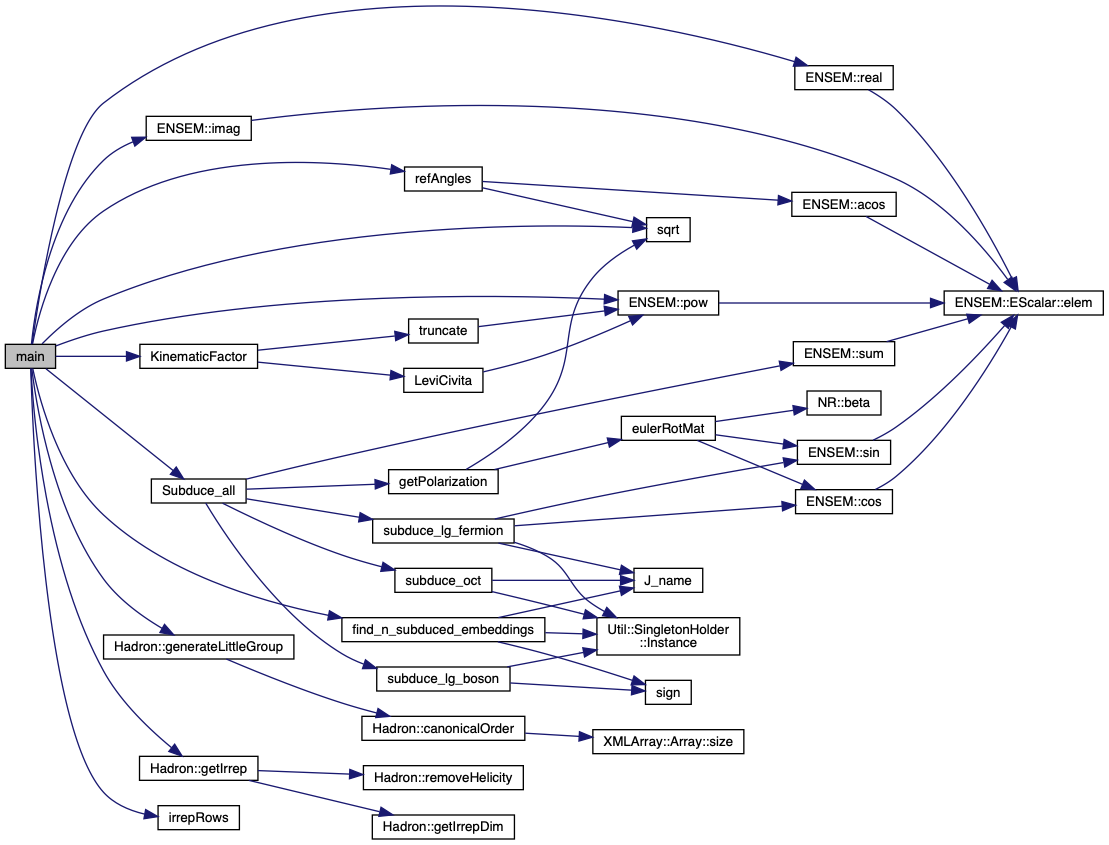 ENSEM::real
ENSEM::imag
refAngles
ENSEM::acos
sqrt
ENSEM::pow
ENSEM::EScalar::elem
truncate
main
KinematicFactor
ENSEM::sum
LeviCivita
NR::beta
eulerRotMat
ENSEM::sin
getPolarization
Subduce_all
ENSEM::cos
subduce_lg_fermion
subduce_oct
J_name
find_n_subduced_embeddings
Util::SingletonHolder
::Instance
Hadron::generateLittleGroup
subduce_lg_boson
sign
Hadron::canonicalOrder
XMLArray::Array::size
Hadron::getIrrep
Hadron::removeHelicity
irrepRows
Hadron::getIrrepDim